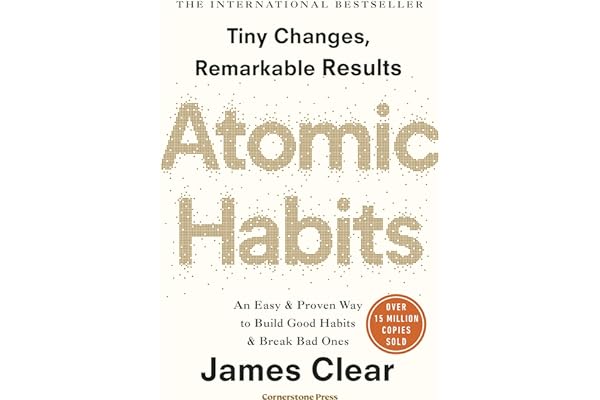 THE INTERNATIONAL BESTSELLER
Tiny Changes,
Remarkable Results
Atomic
Habits
An Easy & Proven Way
to Build Good Habits
& Break Bad Ones
OVER
15 MILLION
COPIES
SOLD
James Clear
Cornerstone Press